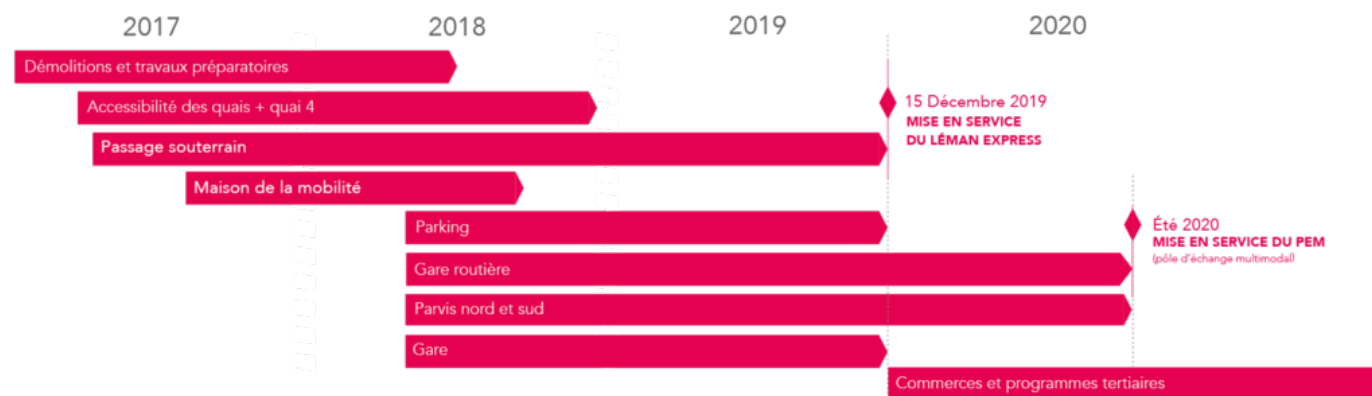 2017
2018
2019
2020
Démolitions et travaux préparatoires
Accessibilité des quais + quai 4
15 Décembre 2019
MISE EN SERVICE
DU LÉMAN EXPRESS
Passage souterrain
Maison de la mobilité
Parking
Été 2020
MISE EN SERVICE DU PEM
(pôle d'échange multimodal)
Gare routière
Parvis nord et sud
Gare
Commerces et programmes tertiaires